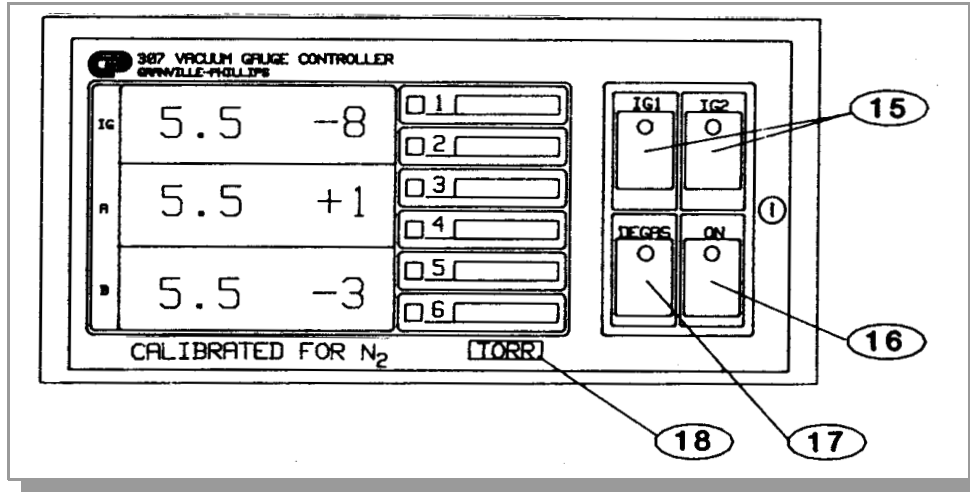 GP 307 VACUUM GAUGE CONTROLLER
GRANVILLE-PHILLIPS
IG 5.5 -8
A 5.5 +1
B 5.5 -3
1
2
3
4
5
6
CALIBRATED FOR N2
TORR
IG1 IG2
DEGAS ON
15
16
17
18